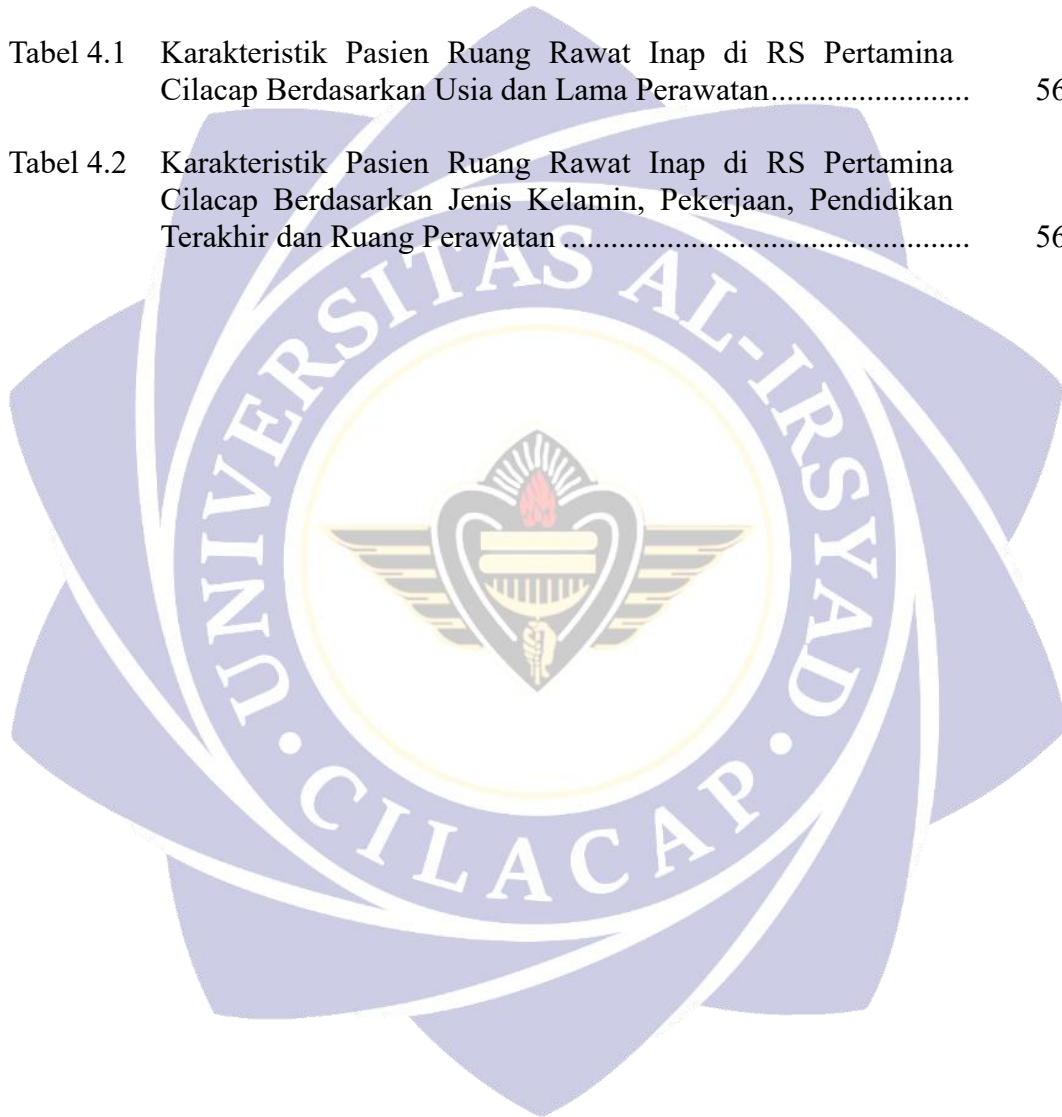 Tabel 4.1 Karakteristik Pasien Ruang Rawat Inap di RS Pertamina
Cilacap Berdasarkan Usia dan Lama Perawatan........................ 56
Tabel 4.2 Karakteristik Pasien Ruang Rawat Inap di RS Pertamina
Cilacap Berdasarkan Jenis Kelamin, Pekerjaan, Pendidikan
Terakhir dan Ruang Perawatan ............................................... 56
UNIVERSITAS AL-IRSYAD
CILACAP